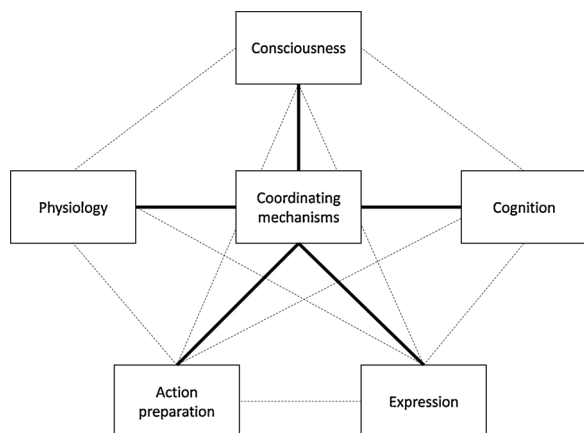 Consciousness
Physiology
Coordinating
mechanisms
Cognition
Action
preparation
Expression